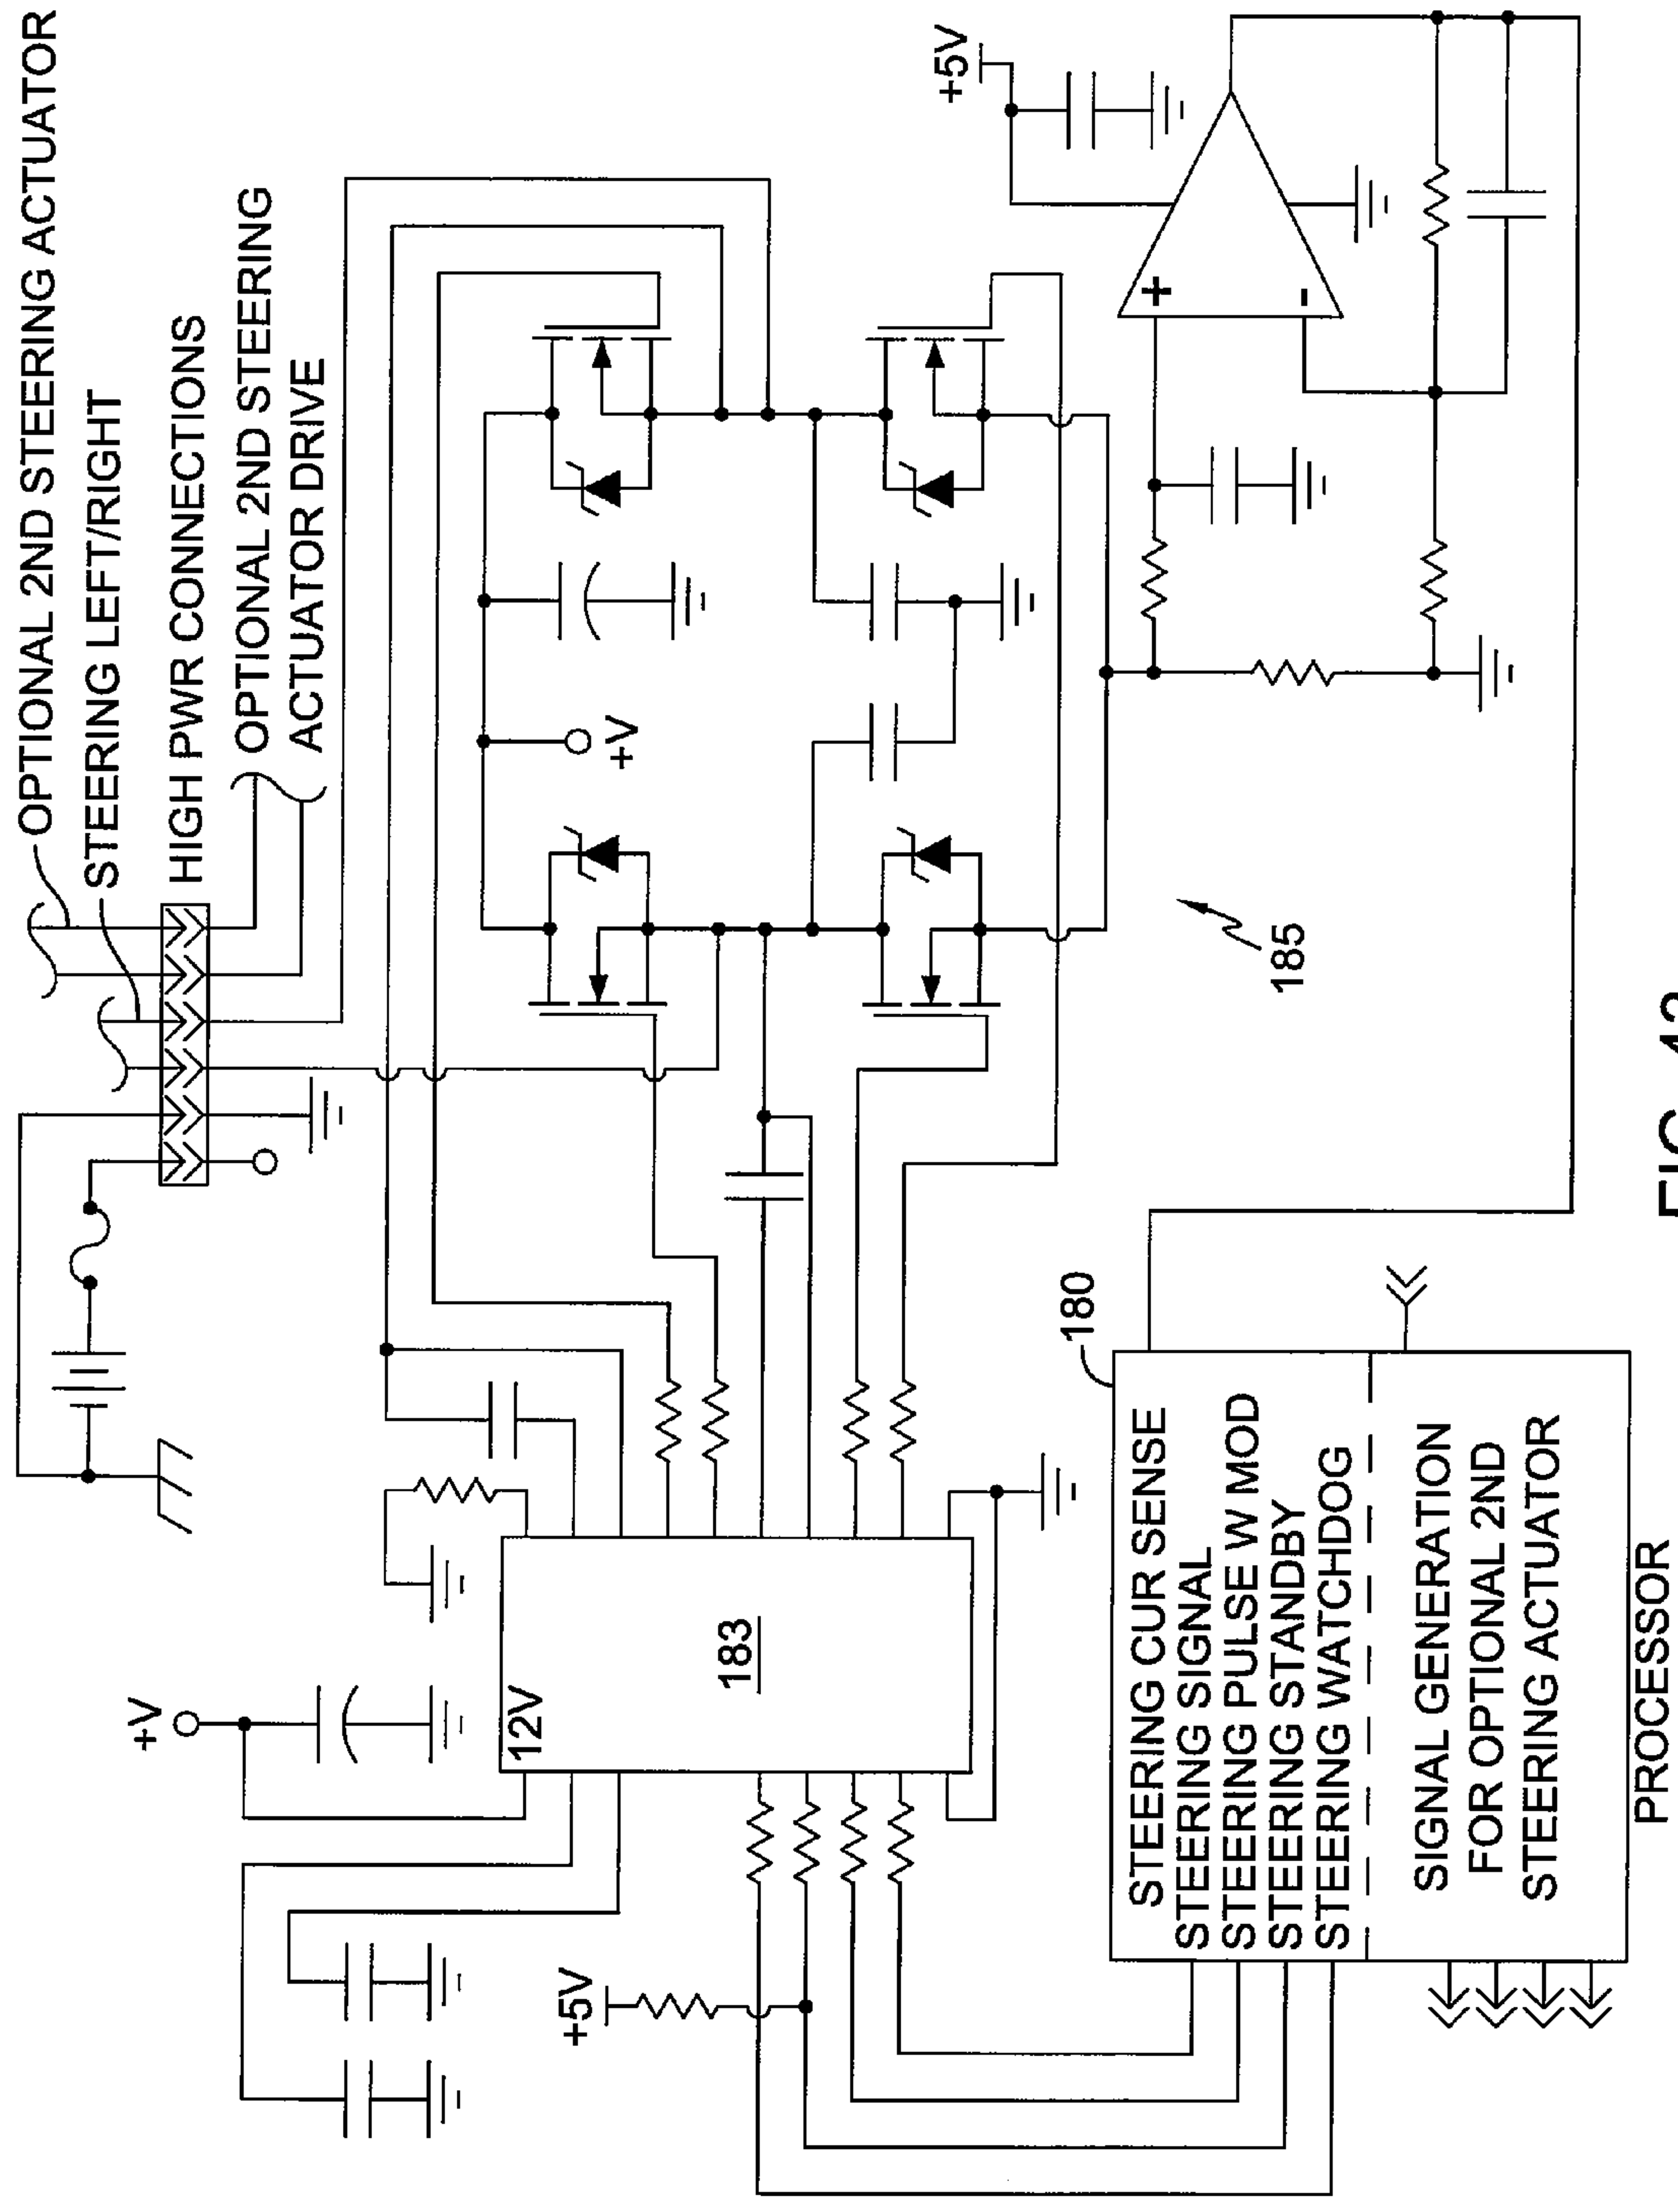 OPTIONAL 2ND STEERING ACTUATOR
STEERING LEFT/RIGHT
HIGH PWR CONNECTIONS
OPTIONAL 2ND STEERING
ACTUATOR DRIVE
+V
+5V
+V
12V
183
+5V
+
-
185
180
STEERING CUR SENSE
STEERING SIGNAL
STEERING PULSE W MOD
STEERING STANDBY
STEERING WATCHDOG
SIGNAL GENERATION
FOR OPTIONAL 2ND
STEERING ACTUATOR
PROCESSOR
FIG.